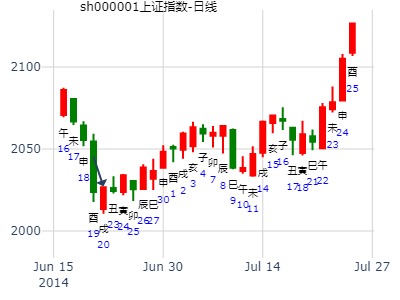 sh000001上证指数-日线
2100
2050
2000
午
16
未
17
申
18
酉
19
戌
20
丑
23
寅
24
卯
25
辰
26
巳
27
申
30
酉
1
戌
2
亥
3
子
4
卯
7
辰
8
巳
9
午
10
未
11
戌
14
亥
15
子
16
丑
17
寅
18
巳
21
午
22
未
23
申
24
酉
25
Jun 15 Jun 30 Jul 14 Jul 27
2014